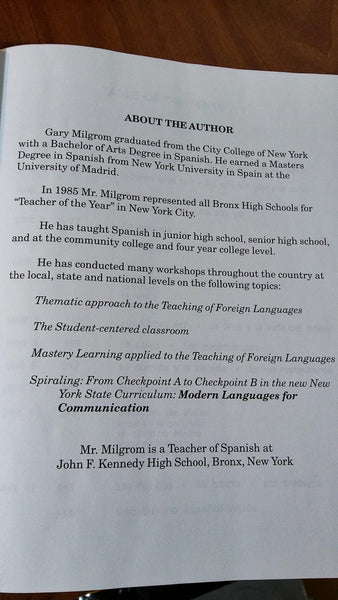 ABOUT THE AUTHOR
Gary Milgrom graduated from the City College of New York
with a Bachelor of Arts Degree in Spanish. He earned a Masters
Degree in Spanish from New York University in Spain at the
University of Madrid.
In 1985 Mr. Milgrom represented all Bronx High Schools for
"Teacher of the Year" in New York City.
He has taught Spanish in junior high school, senior high school,
and at the community college and four year college level.
He has conducted many workshops throughout the country at
the local, state and national levels on the following topics:
Thematic approach to the Teaching of Foreign Languages
The Student-centered classroom
Mastery Learning applied to the Teaching of Foreign Languages
Spiraling: From Checkpoint A to Checkpoint B in the new New
York State Curriculum: Modern Languages for
Communication
Mr. Milgrom is a Teacher of Spanish at
John F. Kennedy High School, Bronx, New York